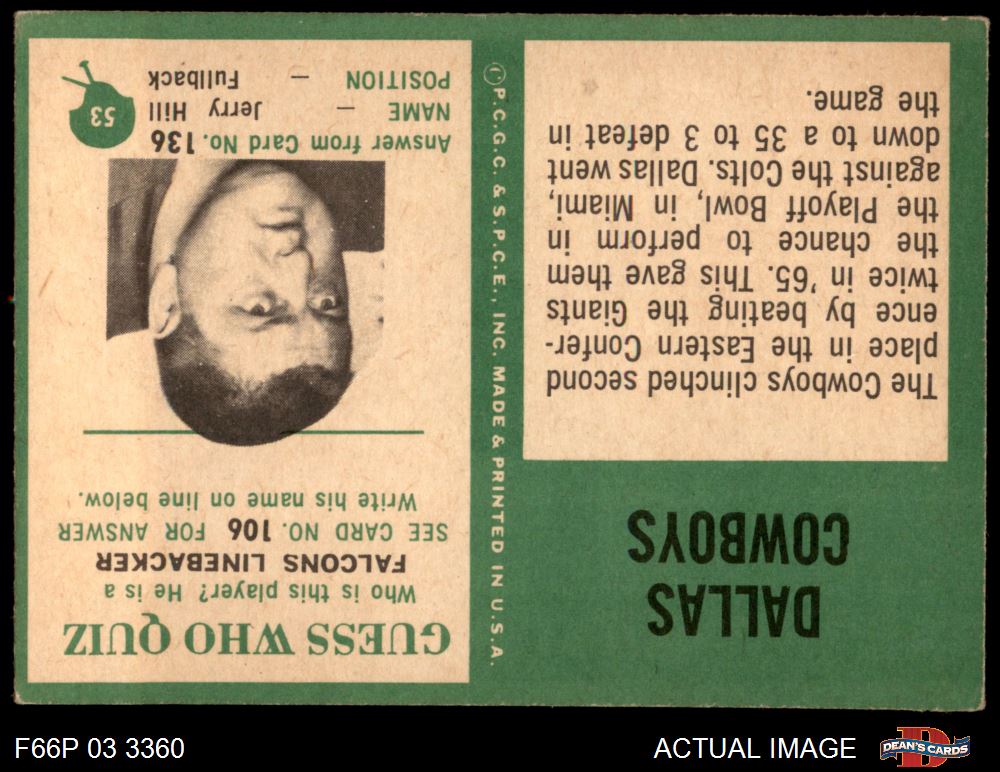 DALLAS
COWBOYS
The Cowboys clinched second
place in the Eastern Confer-
ence by beating the Giants
twice in '65. This gave them
the chance to perform in
the Playoff Bowl, in Miami,
against the Colts. Dallas went
down to a 35 to 3 defeat in
the game.
©P.C.G.C. & S.P.C.E., INC. MADE & PRINTED IN U.S.A.
GUESS WHO QUIZ
Who is this player? He is a
FALCONS LINEBACKER
SEE CARD NO. 106 FOR ANSWER
Write his name on line below.
Answer from Card No. 136
NAME — Jerry Hill
POSITION — Fullback
53
F66P 03 3360
ACTUAL IMAGE
D
DEAN'S CARDS